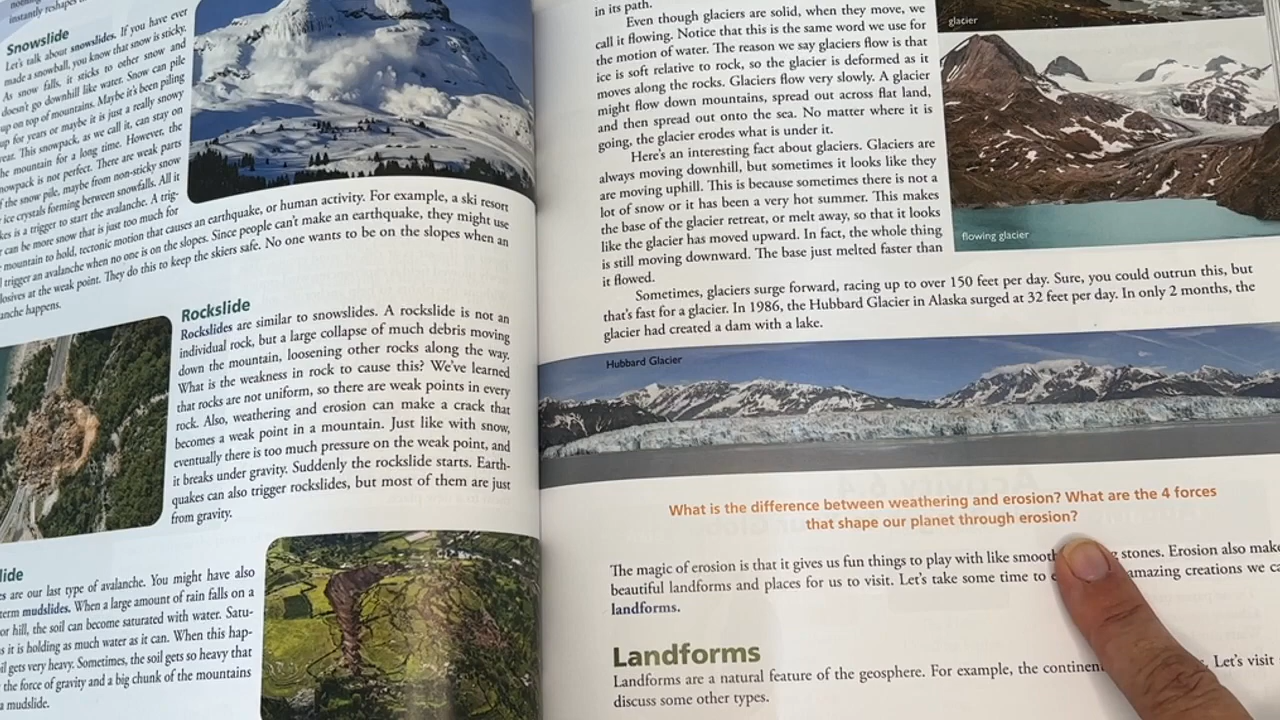 instantly reshapes
Snowslide
Let's talk about snowslides. If you have ever
made a snowball, you know that snow is sticky.
As snow falls, it sticks to other snow and
doesn't go downhill like water. Snow can pile
up on top of mountains. Maybe it's been piling
up for years or maybe it is just a really snowy
This snowpack, as we call it, can stay on
the mountain for a long time. However, the
is not perfect. There are weak parts
the snow pile, maybe from non-sticky snow
ice crystals forming between snowfalls. All it
is a trigger to start the avalanche. A trig-
can be more snow that is just too much for
mountain to hold, tectonic motion that causes an earthquake, or human activity. For example, a ski resort
trigger an avalanche when no one is on the slopes. Since people can't make an earthquake, they might use
at the weak point. They do this to keep the skiers safe. No one wants to be on the slopes when an
happens.
Rockslide
Rockslides are similar to snowslides. A rockslide is not an
individual rock, but a large collapse of much debris moving
down the mountain, loosening other rocks along the way.
What is the weakness in rock to cause this? We've learned
that rocks are not uniform, so there are weak points in every
rock. Also, weathering and erosion can make a crack that
becomes a weak point in a mountain. Just like with snow,
eventually there is too much pressure on the weak point, and
it breaks under gravity. Suddenly the rockslide starts. Earth-
quakes can also trigger rockslides, but most of them are just
from gravity.
are our last type of avalanche. You might have also
term mudslides. When a large amount of rain falls on a
or hill, the soil can become saturated with water. Satu-
it is holding as much water as it can. When this hap-
gets very heavy. Sometimes, the soil gets so heavy that
the force of gravity and a big chunk of the mountains
a mudslide.
in its path.
Even though glaciers are solid, when they move, we
call it flowing. Notice that this is the same word we use for
the motion of water. The reason we say glaciers flow is that
ice is soft relative to rock, so the glacier is deformed as it
moves along the rocks. Glaciers flow very slowly. A glacier
might flow down mountains, spread out across flat land,
and then spread out onto the sea. No matter where it is
going, the glacier erodes what is under it.
Here's an interesting fact about glaciers. Glaciers are
always moving downhill, but sometimes it looks like they
are moving uphill. This is because sometimes there is not a
lot of snow or it has been a very hot summer. This makes
the base of the glacier retreat, or melt away, so that it looks
like the glacier has moved upward. In fact, the whole thing
is still moving downward. The base just melted faster than
it flowed.
glacier
flowing glacier
Sometimes, glaciers surge forward, racing up to over 150 feet per day. Sure, you could outrun this, but
that's fast for a glacier. In 1986, the Hubbard Glacier in Alaska surged at 32 feet per day. In only 2 months, the
glacier had created a dam with a lake.
Hubbard Glacier
What is the difference between weathering and erosion? What are the 4 forces
that shape our planet through erosion?
The magic of erosion is that it gives us fun things to play with like smooth stones. Erosion also
beautiful landforms and places for us to visit. Let's take some time to amazing creations we
landforms.
Landforms
Landforms are a natural feature of the geosphere. For example, the Let's visit
discuss some other types.